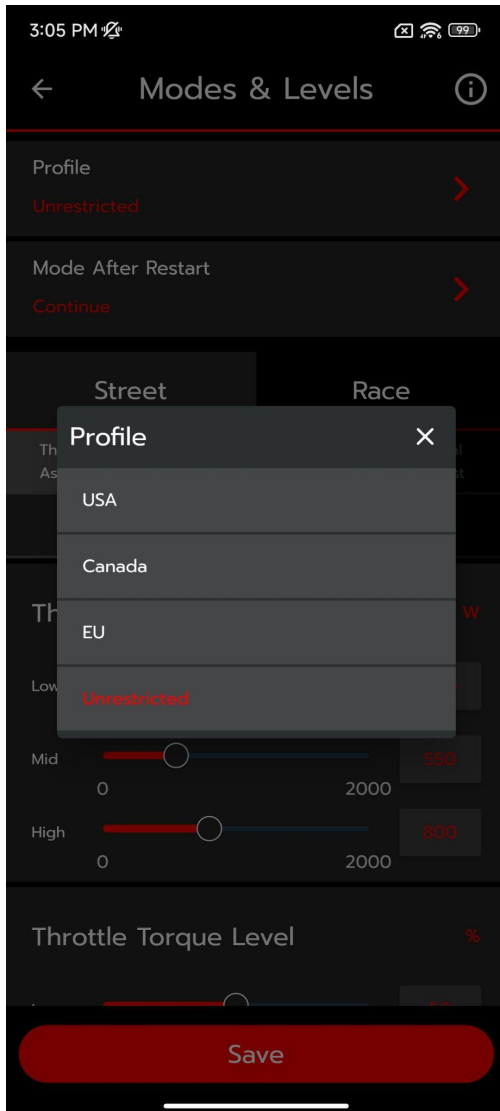 3:05 PM
99
Modes & Levels
Profile
Unrestricted
Mode After Restart
Continue
Street
Race
Profile
USA
Canada
EU
Unrestricted
W
Low
Mid
550
0
2000
High
800
0
2000
Throttle Torque Level
%
Save